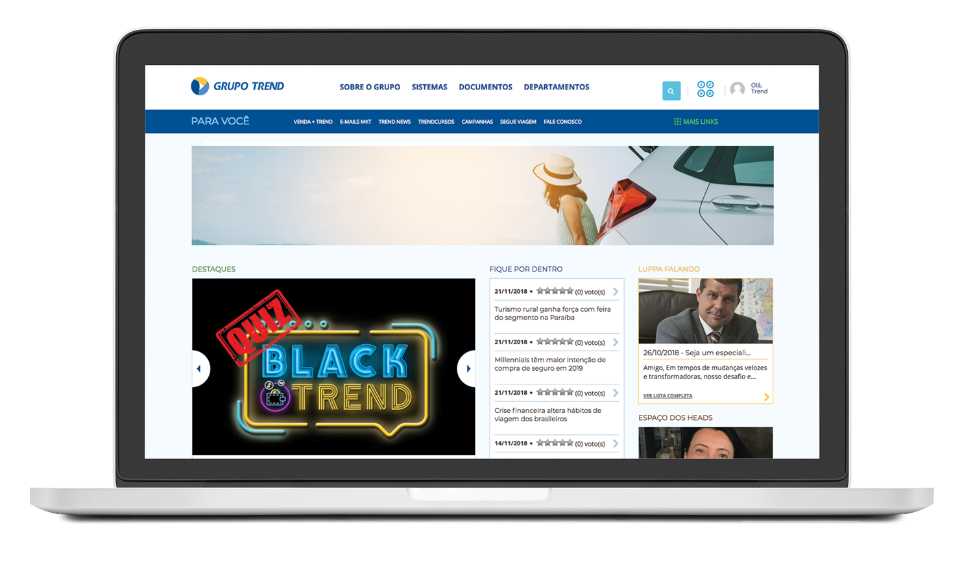 GRUPO TREND
SOBRE O GRUPO SISTEMAS DOCUMENTOS DEPARTAMENTOS
Olá,
Trend
PARA VOCÊ
VENDA + TREND E-MAILS MKT TREND NEWS TRENDCURSOS CAMPANHAS SEGUE VIAGEM FALE CONOSCO
MAIS LINKS
DESTAQUES
QUIZ
BLACK
TREND
FIQUE POR DENTRO
21/11/2018 • (0) voto(s)
Turismo rural ganha força com feira
do segmento na Paraíba
21/11/2018 • (0) voto(s)
Millennials têm maior intenção de
compra de seguro em 2019
21/11/2018 • (0) voto(s)
Crise financeira altera hábitos de
viagem dos brasileiros
14/11/2018 • (0) voto(s)
LUPPA FALANDO
26/10/2018 - Seja um especiali...
Amigo, Em tempos de mudanças velozes
e transformadoras, nosso desafio e...
VER LISTA COMPLETA
ESPAÇO DOS HEADS